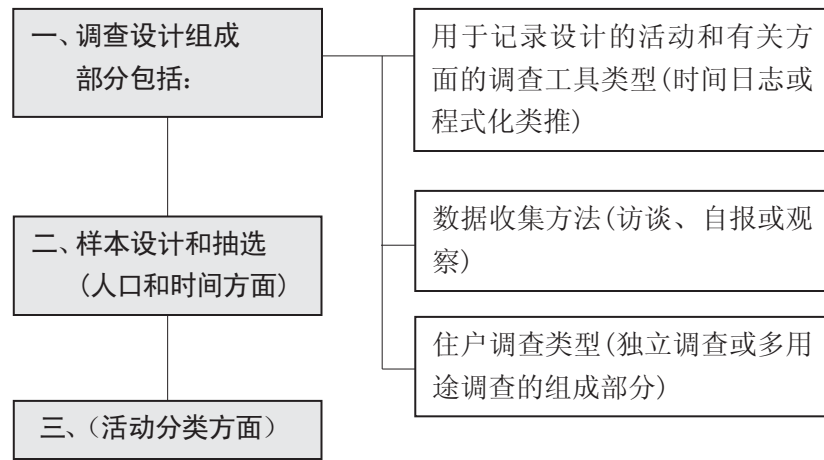 一、调查设计组成
部分包括:
用于记录设计的活动和有关方
面的调查工具类型(时间日志或
程式化类推)
数据收集方法(访谈、自报或观
察)
二、样本设计和抽选
(人口和时间方面)
住户调查类型(独立调查或多用
途调查的组成部分)
三、(活动分类方面)